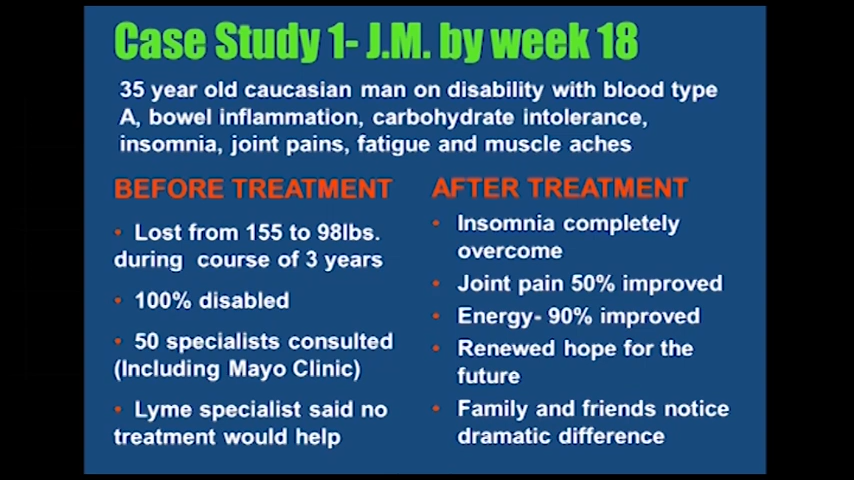 Case Study 1- J.M. by week 18
35 year old caucasian man on disability with blood type
A, bowel inflammation, carbohydrate intolerance,
insomnia, joint pains, fatigue and muscle aches
BEFORE TREATMENT
• Lost from 155 to 98lbs.
during course of 3 years
• 100% disabled
• 50 specialists consulted
(Including Mayo Clinic)
• Lyme specialist said no
treatment would help
AFTER TREATMENT
• Insomnia completely
overcome
• Joint pain 50% improved
• Energy- 90% improved
• Renewed hope for the
future
• Family and friends notice
dramatic difference